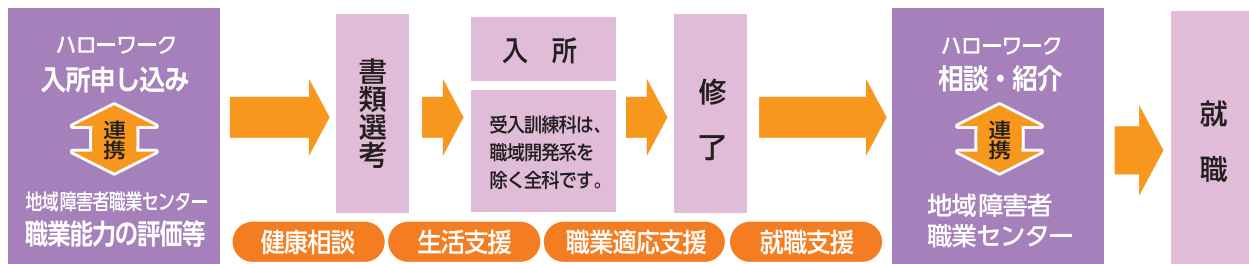 ハローワーク
入所申し込み
連携
地域障害者職業センター
職業能力の評価等
書類選考
入所
受入訓練科は、
職域開発系を
除く全科です。
修了
ハローワーク
相談・紹介
連携
地域障害者
職業センター
就職
健康相談
生活支援
職業適応支援
就職支援